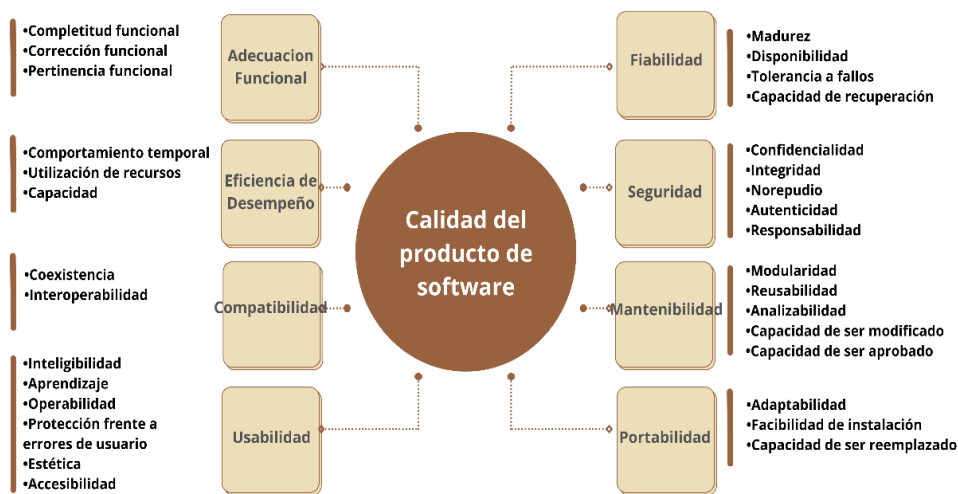 •Completitud funcional
•Corrección funcional
•Pertinencia funcional
Adecuacion
Funcional
•Comportamiento temporal
•Utilización de recursos
•Capacidad
Eficiencia de
Desempeño
•Coexistencia
•Interoperabilidad
Compatibilidad
•Inteligibilidad
•Aprendizaje
•Operabilidad
•Protección frente a
errores de usuario
•Estética
•Accesibilidad
Usabilidad
Calidad del
producto de
software
Fiabilidad
•Madurez
•Disponibilidad
•Tolerancia a fallos
•Capacidad de recuperación
Seguridad
•Confidencialidad
•Integridad
•Norepudio
•Autenticidad
•Responsabilidad
Mantenibilidad
•Modularidad
•Reusabilidad
•Analizabilidad
•Capacidad de ser modificado
•Capacidad de ser aprobado
Portabilidad
•Adaptabilidad
•Facibilidad de instalación
•Capacidad de ser reemplazado